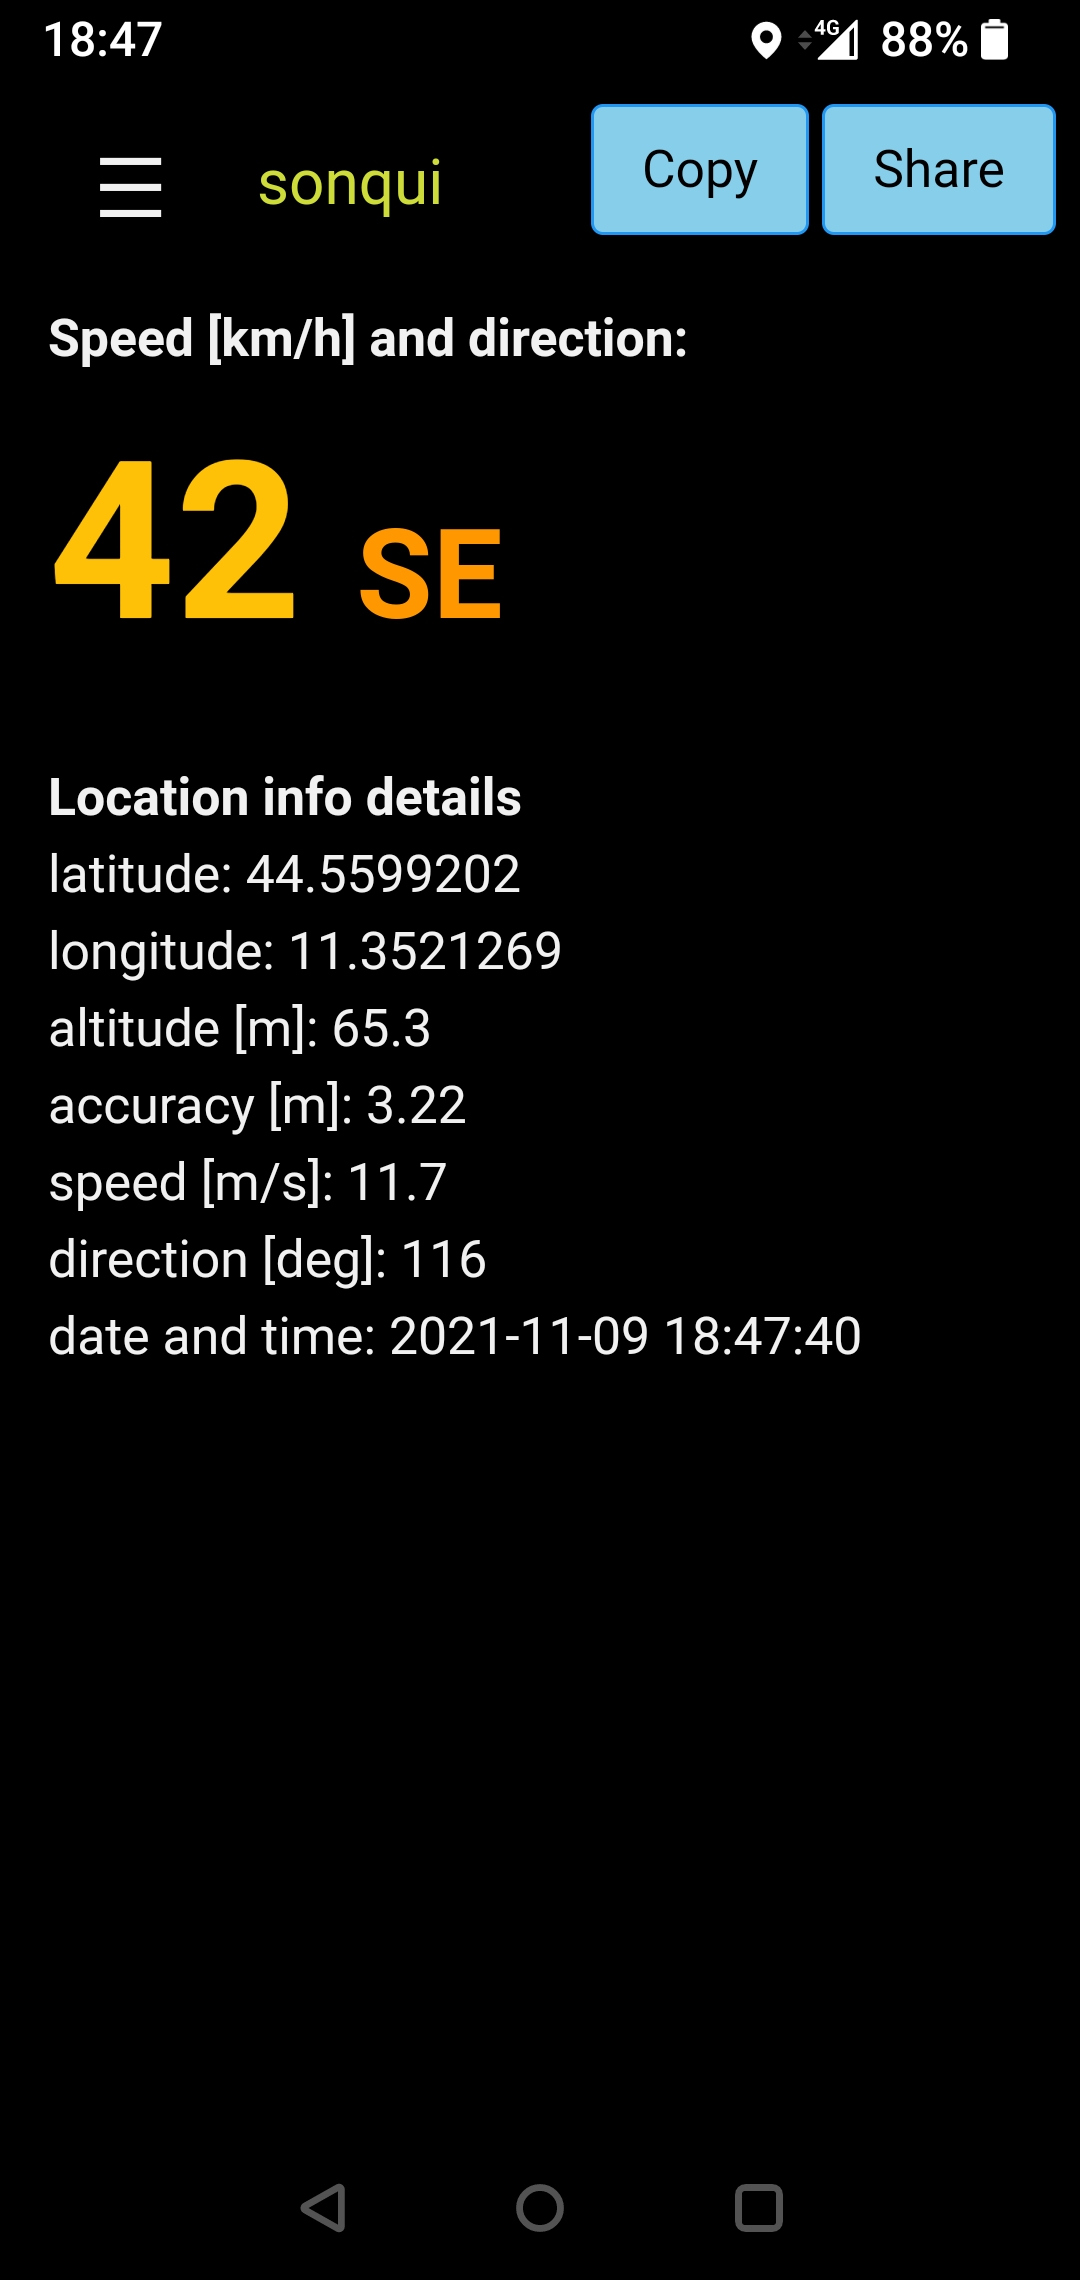 18:47 4G 88%
sonqui Copy Share
Speed [km/h] and direction:
42 SE
Location info details
latitude: 44.5599202
longitude: 11.3521269
altitude [m]: 65.3
accuracy [m]: 3.22
speed [m/s]: 11.7
direction [deg]: 116
date and time: 2021-11-09 18:47:40